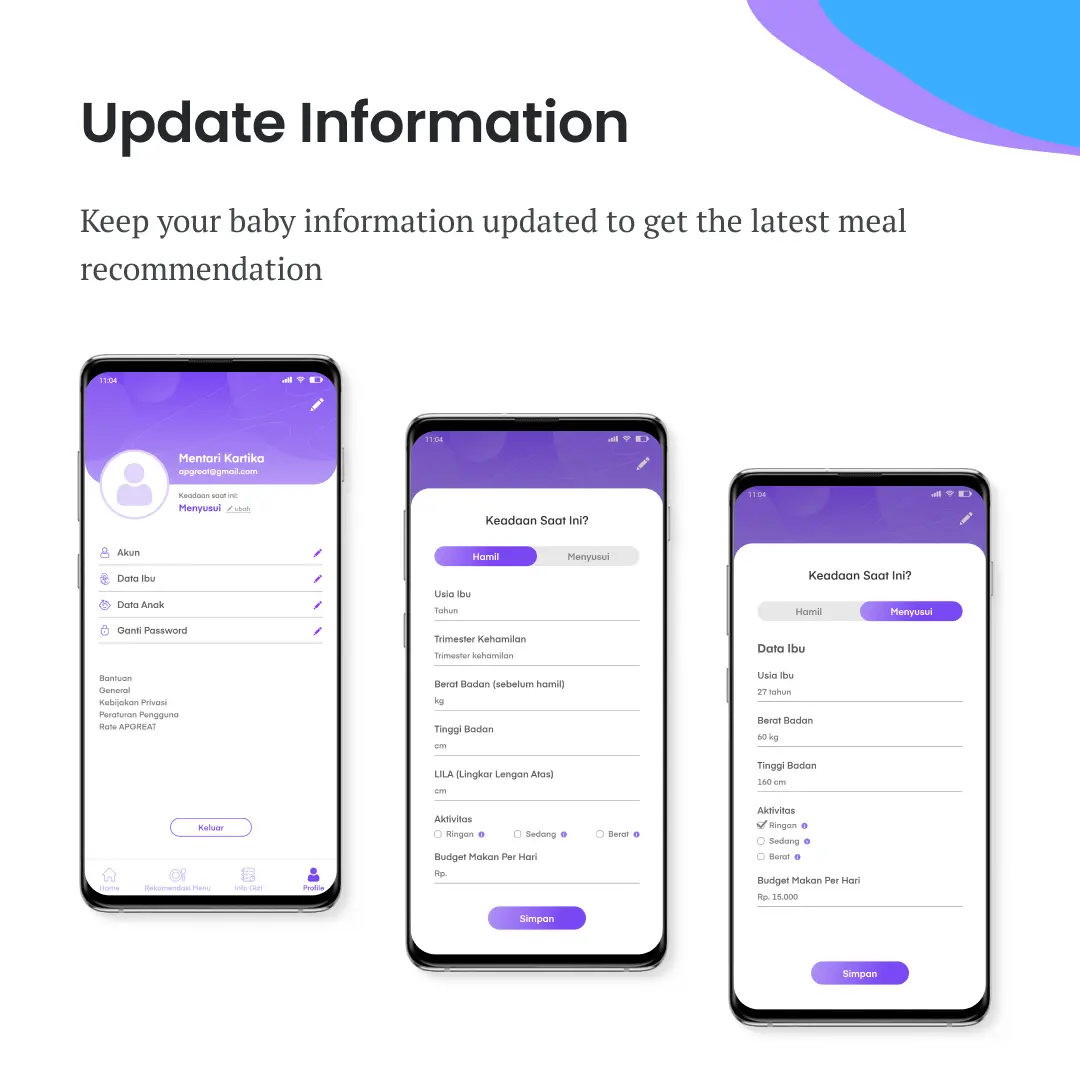 Update Information
Keep your baby information updated to get the latest meal
recommendation
11:04
Mentari Kartika
apgreat@gmail.com
Keadaan saat ini:
Menyusui ubah
Akun
Data Ibu
Data Anak
Ganti Password
Bantuan
General
Kebijakan Privasi
Peraturan Pengguna
Rate APGREAT
Keluar
Home Rekomendasi Menu Info Gizi Profile
11:04
Keadaan Saat Ini?
Hamil Menyusui
Usia Ibu
Tahun
Trimester Kehamilan
Trimester kehamilan
Berat Badan (sebelum hamil)
kg
Tinggi Badan
cm
LILA (Lingkar Lengan Atas)
cm
Aktivitas
Ringan Sedang Berat
Budget Makan Per Hari
Rp.
Simpan
11:04
Keadaan Saat Ini?
Hamil Menyusui
Data Ibu
Usia Ibu
27 tahun
Berat Badan
60 kg
Tinggi Badan
160 cm
Aktivitas
Ringan
Sedang
Berat
Budget Makan Per Hari
Rp. 15.000
Simpan